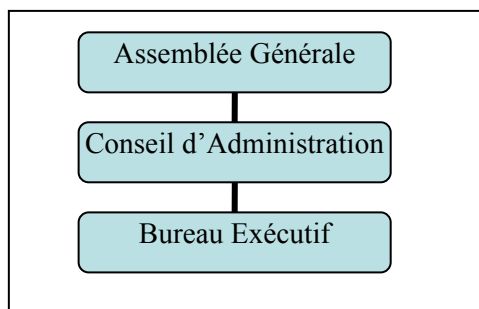 Assemblée Générale
Conseil d’Administration
Bureau Exécutif